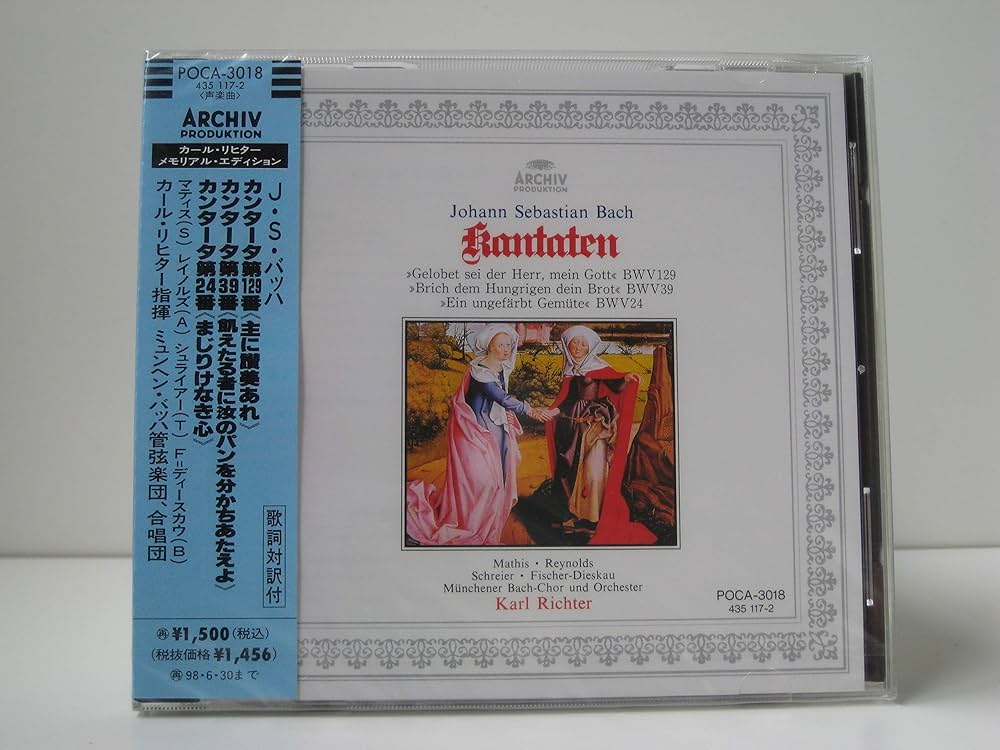 POCA-3018
435 117-2
〈声楽曲〉
ARCHIV
PRODUKTION
カール・リヒター
メモリアル・エディション
J・S・バッハ
カンタータ第129番〈主に讃美あれ〉
カンタータ第39番〈飢えたる者に汝のパンを分かちあたえよ〉
カンタータ第24番〈まじりけなき心〉
マティス(S) レイノルズ(A) シュライアー(T) F=ディースカウ(B)
カール・リヒター指揮 ミュンヘン・バッハ管弦楽団、合唱団
歌詞対訳付
再 ¥1,500(税込)
(税抜価格 ¥1,456)
再 98・6・30まで
ARCHIV
PRODUKTION
Johann Sebastian Bach
Kantaten
»Gelobet sei der Herr, mein Gott« BWV129
»Brich dem Hungrigen dein Brot« BWV39
»Ein ungefärbt Gemüte« BWV24
Mathis・Reynolds
Schreier・Fischer-Dieskau
Münchener Bach-Chor und Orchester
Karl Richter
POCA-3018
435 117-2